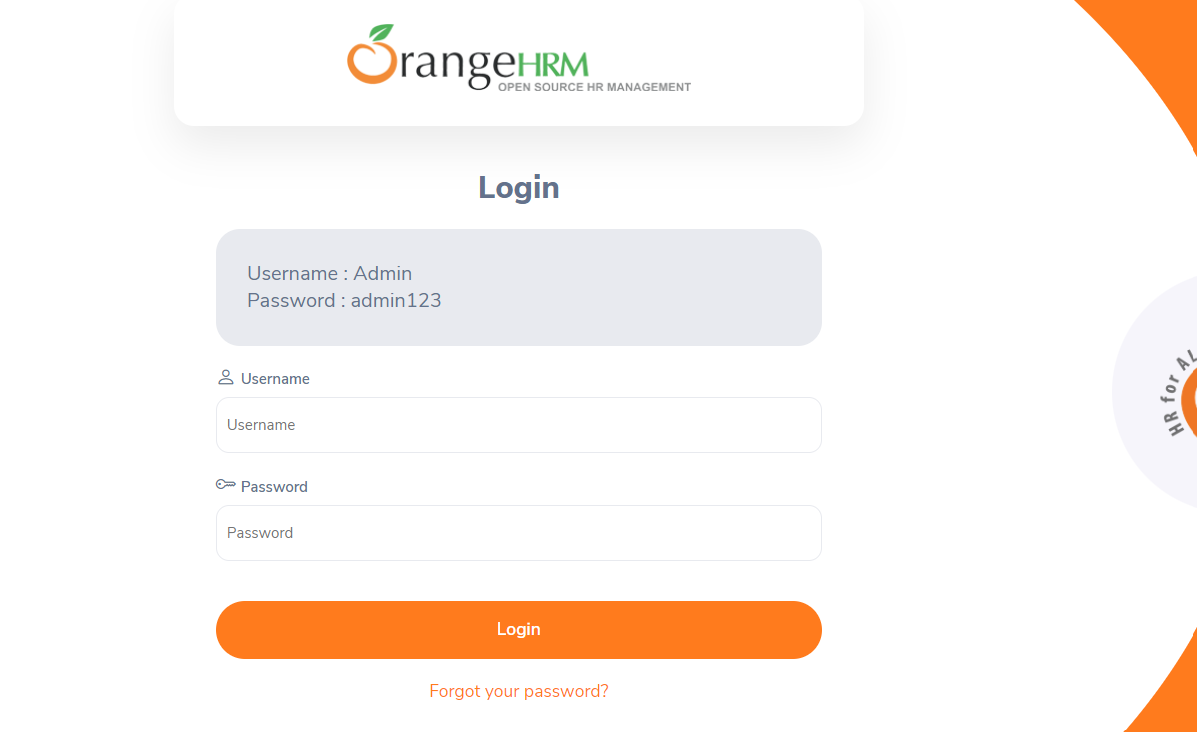 OrangeHRM
OPEN SOURCE HR MANAGEMENT
Login
Username : Admin
Password : admin123
Username
Username
Password
Password
Login
Forgot your password?
HR for